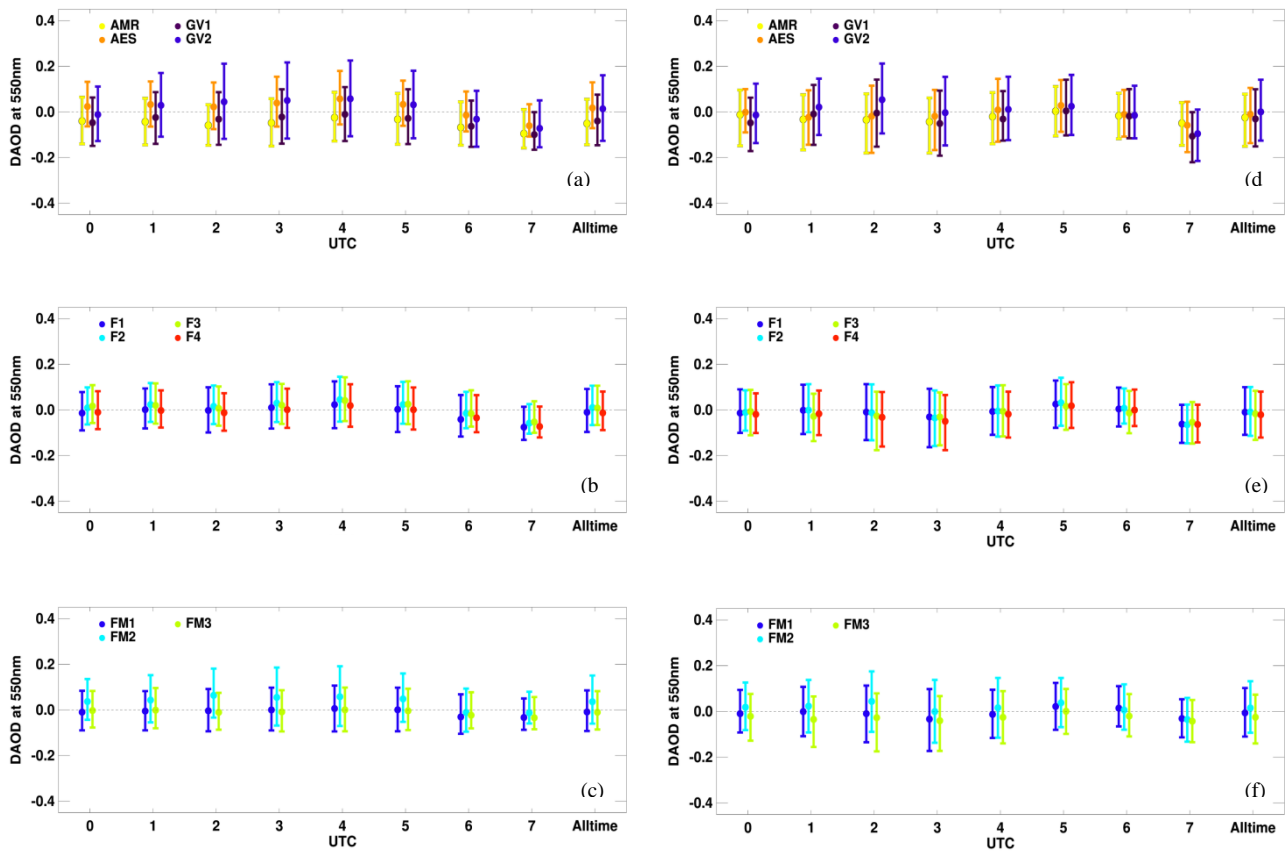 0.4
AMR GV1
AES GV2
0.2
0.0
-0.2
-0.4
DAOD at 550nm
(a)
0 1 2 3 4 5 6 7 Alltime
UTC
0.4
AMR GV1
AES GV2
0.2
0.0
-0.2
-0.4
DAOD at 550nm
(d
0 1 2 3 4 5 6 7 Alltime
UTC
0.4
F1 F3
F2 F4
0.2
0.0
-0.2
-0.4
DAOD at 550nm
(b
0 1 2 3 4 5 6 7 Alltime
UTC
0.4
F1 F3
F2 F4
0.2
0.0
-0.2
-0.4
DAOD at 550nm
(e)
0 1 2 3 4 5 6 7 Alltime
UTC
0.4
FM1 FM3
FM2
0.2
0.0
-0.2
-0.4
DAOD at 550nm
(c)
0 1 2 3 4 5 6 7 Alltime
UTC
0.4
FM1 FM3
FM2
0.2
0.0
-0.2
-0.4
DAOD at 550nm
(f)
0 1 2 3 4 5 6 7 Alltime
UTC